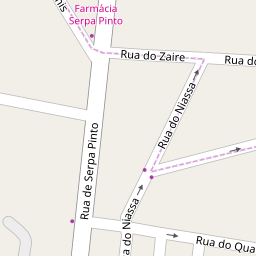 Farmácia
Serpa Pinto
Rua do Zaire
Rua do
Rua do Niassa
Rua de Serpa Pinto
Niassa
Rua do Qua